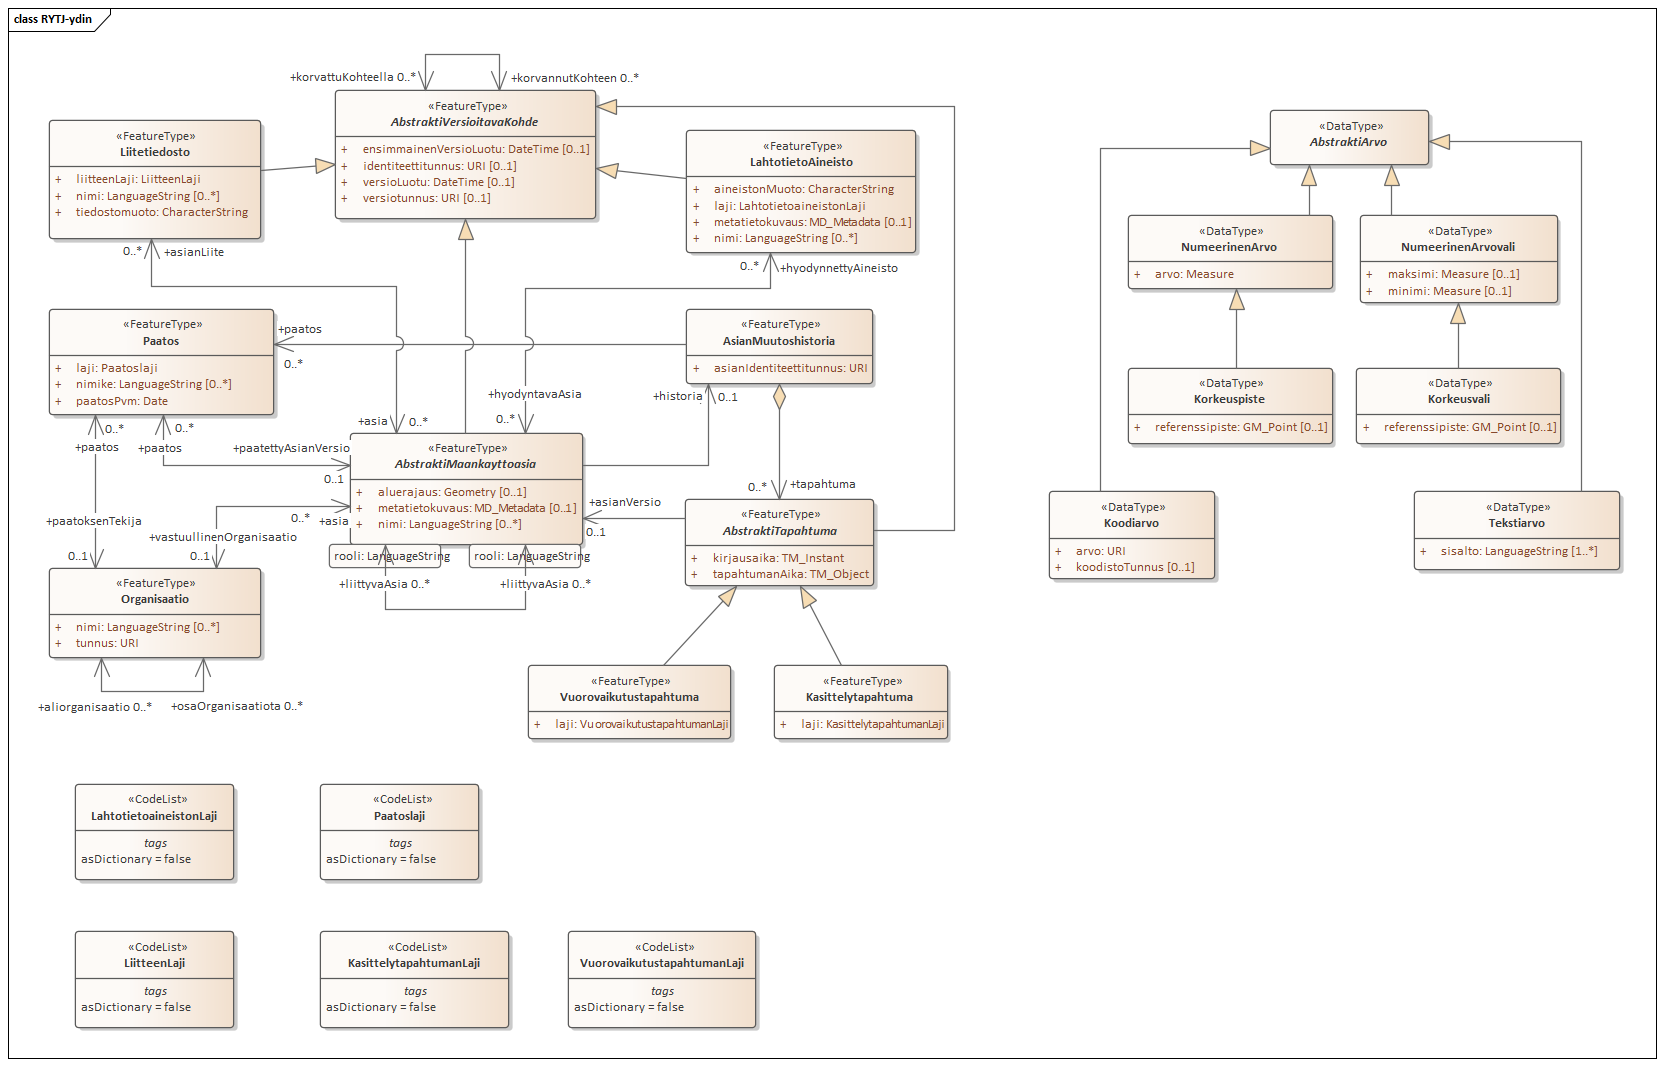 class RYTJ-ydin
+korvattuKohteella 0..*
+korvannutKohteen 0..*
«FeatureType»
AbstraktiVersioitavaKohde
+ ensimmainenVersioLuotu: DateTime [0..1]
+ identiteettitunnus: URI [0..1]
+ versioLuotu: DateTime [0..1]
+ versiotunnus: URI [0..1]
«FeatureType»
Liitetiedosto
+ liitteenLaji: LiitteenLaji
+ nimi: LanguageString [0..*]
+ tiedostomuoto: CharacterString
«FeatureType»
LahtotietoAineisto
+ aineistonMuoto: CharacterString
+ laji: LahtotietoaineistonLaji
+ metatietokuvaus: MD_Metadata [0..1]
+ nimi: LanguageString [0..*]
0..* +asianLiite
0..* +hyodynnettyAineisto
«FeatureType»
Paatos
+ laji: Paatoslaji
+ nimike: LanguageString [0..*]
+ paatosPvm: Date
+paatos
0..*
«FeatureType»
AsianMuutoshistoria
+ asianIdentiteettitunnus: URI
+hyodyntavaAsia
0..*
+historia 0..1
+asia 0..*
0..*
+paatos
0..*
+paatos
+paatettyAsianVersio
0..1
«FeatureType»
AbstraktiMaankayttoasia
+ aluerajaus: Geometry [0..1]
+ metatietokuvaus: MD_Metadata [0..1]
+ nimi: LanguageString [0..*]
0..* +tapahtuma
+asianVersio
0..1
«FeatureType»
AbstraktiTapahtuma
+ kirjausaika: TM_Instant
+ tapahtumanAika: TM_Object
+paatoksenTekija
0..1
0..* +asia
+vastuullinenOrganisaatio
0..1
rooli: LanguageString
rooli: LanguageString
+liittyvaAsia 0..*
+liittyvaAsia 0..*
«FeatureType»
Organisaatio
+ nimi: LanguageString [0..*]
+ tunnus: URI
+aliorganisaatio 0..*
+osaOrganisaatiota 0..*
«FeatureType»
Vuorovaikutustapahtuma
+ laji: VuorovaikutustapahtumanLaji
«FeatureType»
Kasittelytapahtuma
+ laji: KasittelytapahtumanLaji
«DataType»
AbstraktiArvo
«DataType»
NumeerinenArvo
+ arvo: Measure
«DataType»
NumeerinenArvovali
+ maksimi: Measure [0..1]
+ minimi: Measure [0..1]
«DataType»
Korkeuspiste
+ referenssipiste: GM_Point [0..1]
«DataType»
Korkeusvali
+ referenssipiste: GM_Point [0..1]
«DataType»
Koodiarvo
+ arvo: URI
+ koodistoTunnus [0..1]
«DataType»
Tekstiarvo
+ sisalto: LanguageString [1..*]
«CodeList»
LahtotietoaineistonLaji
tags
asDictionary = false
«CodeList»
Paatoslaji
tags
asDictionary = false
«CodeList»
LiitteenLaji
tags
asDictionary = false
«CodeList»
KasittelytapahtumanLaji
tags
asDictionary = false
«CodeList»
VuorovaikutustapahtumanLaji
tags
asDictionary = false